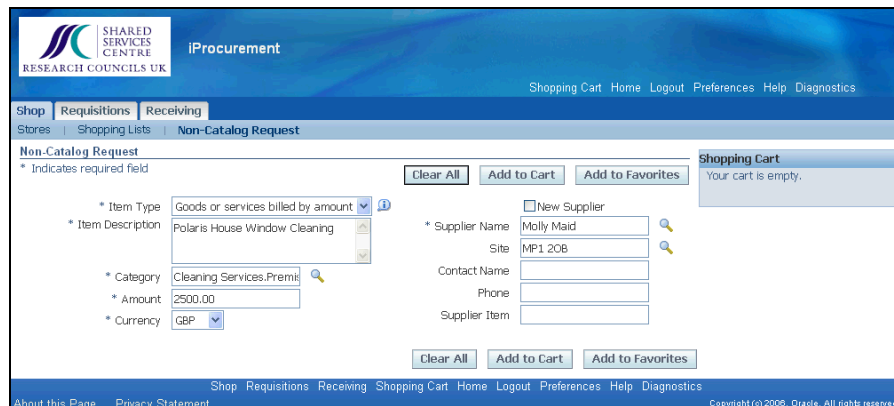 SHARED
SERVICES
CENTRE
RESEARCH COUNCILS UK
iProcurement
Shopping Cart Home Logout Preferences Help Diagnostics
Shop Requisitions Receiving
Stores | Shopping Lists | Non-Catalog Request
Non-Catalog Request
* Indicates required field
Clear All Add to Cart Add to Favorites
Shopping Cart
Your cart is empty.
* Item Type Goods or services billed by amount
New Supplier
* Item Description Polaris House Window Cleaning
* Supplier Name Molly Maid
Site MP1 2OB
* Category Cleaning Services.Premis
Contact Name
* Amount 2500.00
Phone
* Currency GBP
Supplier Item
Clear All Add to Cart Add to Favorites
Shop Requisitions Receiving Shopping Cart Home Logout Preferences Help Diagnostics
About this Page Privacy Statement Copyright (c) 2006, Oracle. All rights reserve